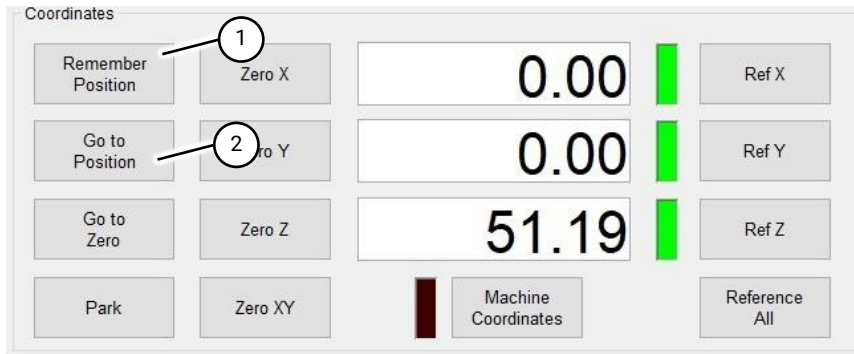 Coordinates
1
Remember
Position
Zero X
0.00
Ref X
2
Go to
Position
ro Y
0.00
Ref Y
Go to
Zero
Zero Z
51.19
Ref Z
Park
Zero XY
Machine
Coordinates
Reference
All